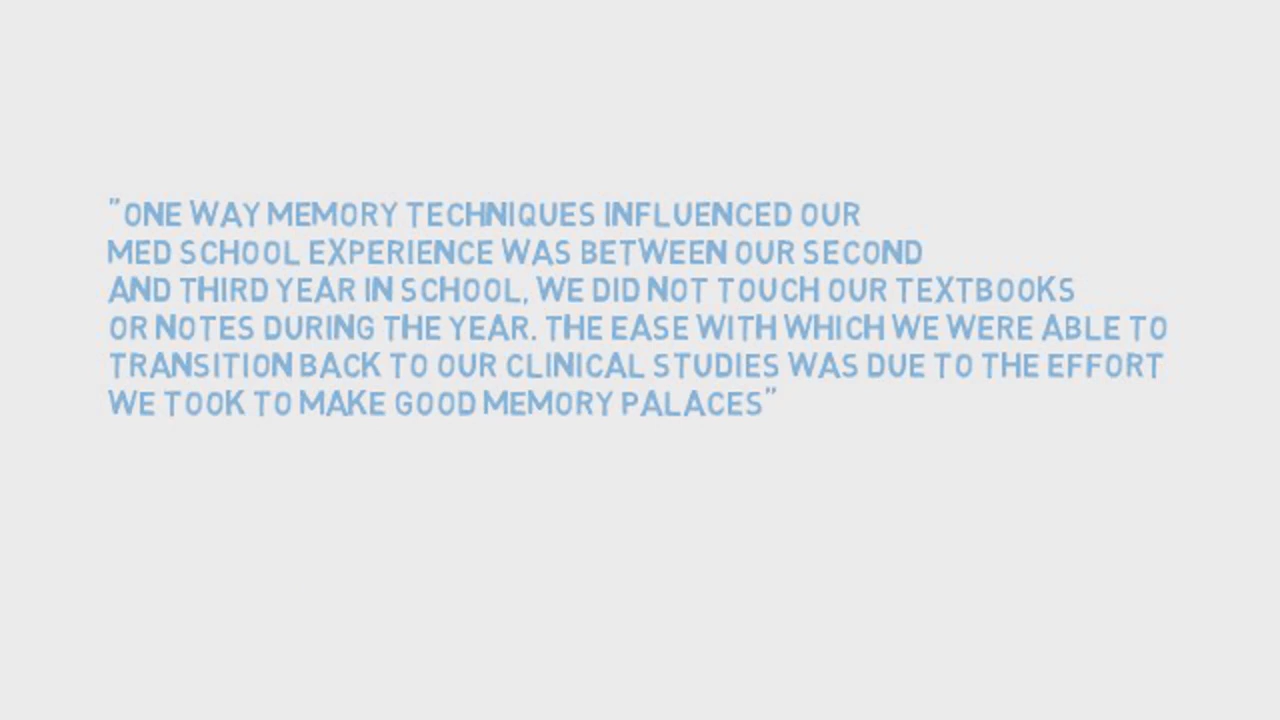 "ONE WAY MEMORY TECHNIQUES INFLUENCED OUR
MED SCHOOL EXPERIENCE WAS BETWEEN OUR SECOND
AND THIRD YEAR IN SCHOOL, WE DID NOT TOUCH OUR TEXTBOOKS
OR NOTES DURING THE YEAR. THE EASE WITH WHICH WE WERE ABLE TO
TRANSITION BACK TO OUR CLINICAL STUDIES WAS DUE TO THE EFFORT
WE TOOK TO MAKE GOOD MEMORY PALACES"